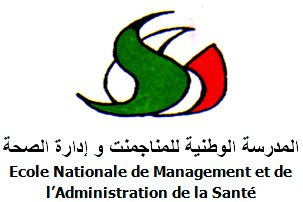 المدرسة الوطنية للمناجمنت و إدارة الصحة
Ecole Nationale de Management et de
l’Administration de la Santé